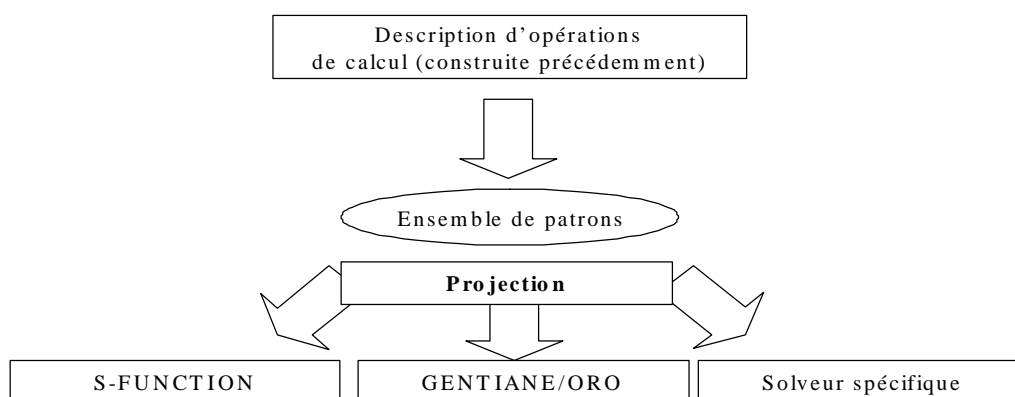 Description d'opérations
de calcul (construite précédemment)
Ensemble de patrons
Projection
S-FUNCTION
GENTIANE/ORO
Solveur spécifique